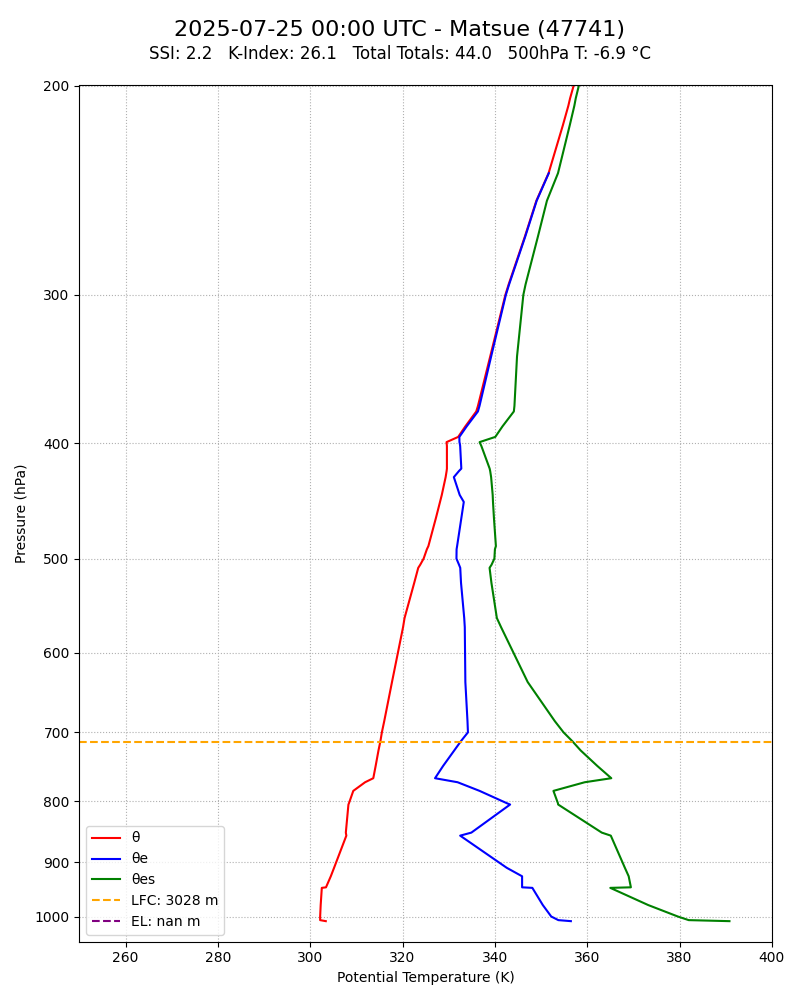 2025-07-25 00:00 UTC - Matsue (47741)
SSI: 2.2   K-Index: 26.1   Total Totals: 44.0   500hPa T: -6.9 °C
200
300
400
500
600
700
800
900
1000
Pressure (hPa)
θ
θe
θes
LFC: 3028 m
EL: nan m
260
280
300
320
340
360
380
400
Potential Temperature (K)